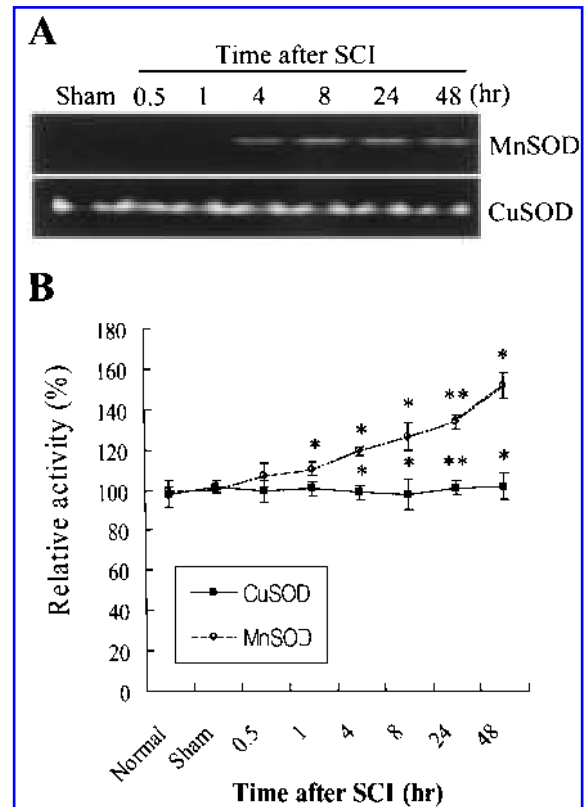 A
Time after SCI
Sham 0.5 1 4 8 24 48 (hr)
MnSOD
CuSOD
B
Relative activity (%)
180
160
140
120
100
80
60
40
20
0
* * * ** *
* * ** *
CuSOD
MnSOD
Normal Sham 0.5 1 4 8 24 48
Time after SCI (hr)